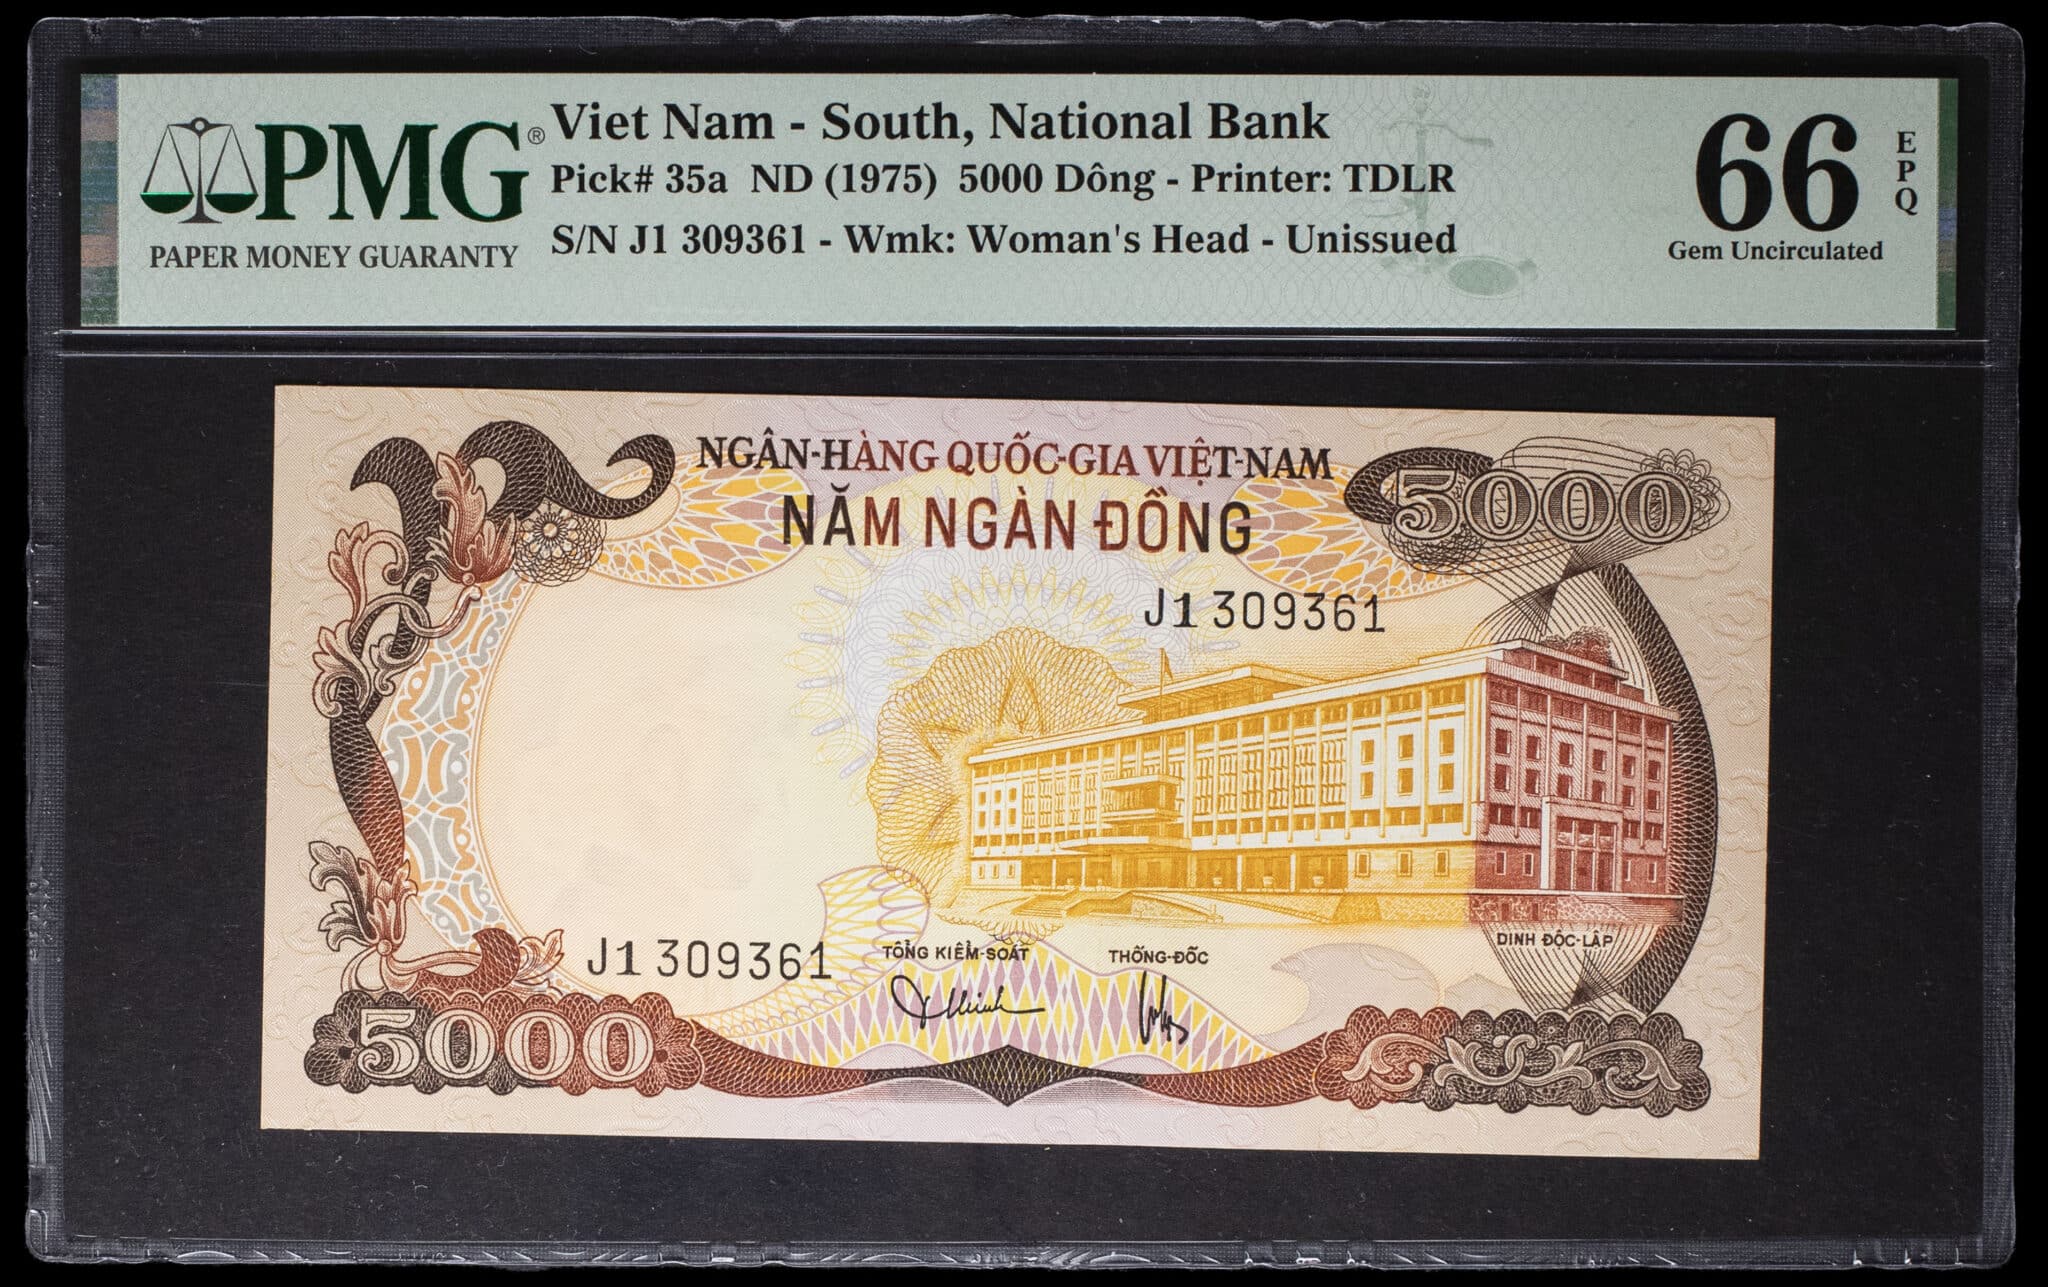 PMG®
PAPER MONEY GUARANTY
Viet Nam - South, National Bank
Pick# 35a ND (1975) 5000 Dông - Printer: TDLR
S/N J1 309361 - Wmk: Woman's Head - Unissued
66
EPQ
Gem Uncirculated
NGÂN-HÀNG QUỐC-GIA VIỆT-NAM
5000
NĂM NGÀN ĐỒNG
J1 309361
J1 309361
TỔNG KIỂM-SOÁT
THỐNG-ĐỐC
DINH ĐỘC-LẬP
5000